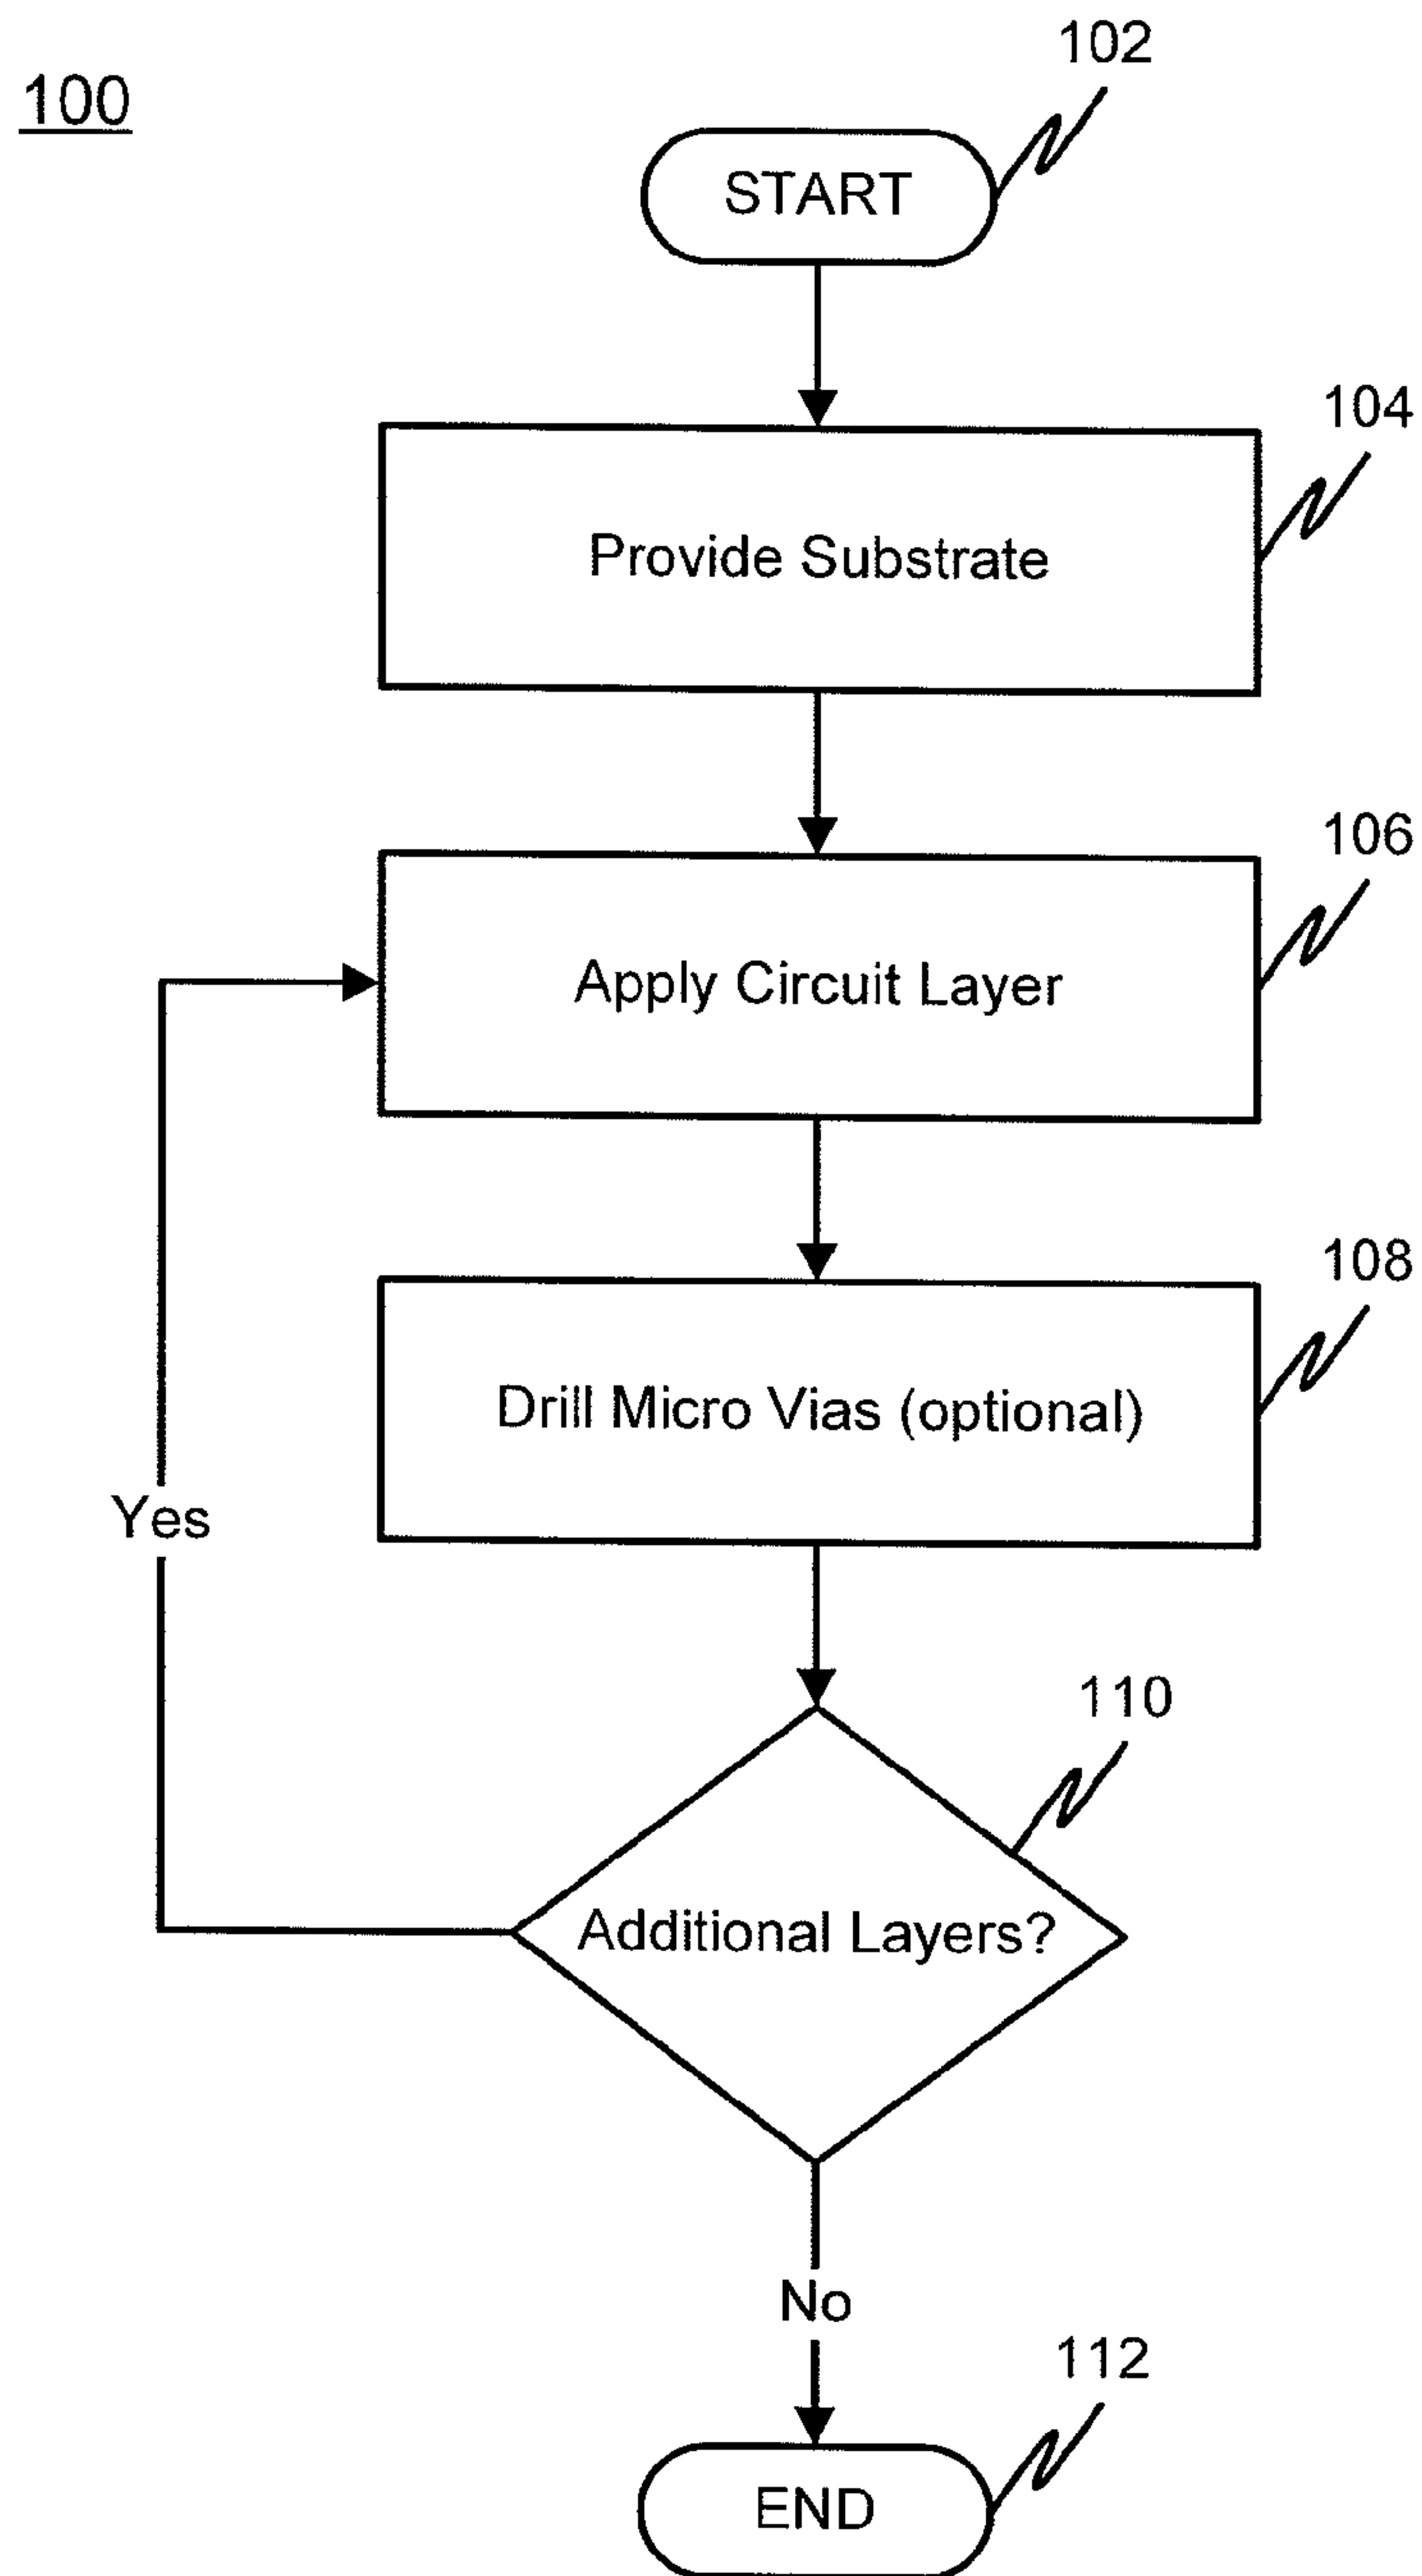 100
102
START
104
Provide Substrate
106
Apply Circuit Layer
108
Drill Micro Vias (optional)
Yes
110
Additional Layers?
No
112
END